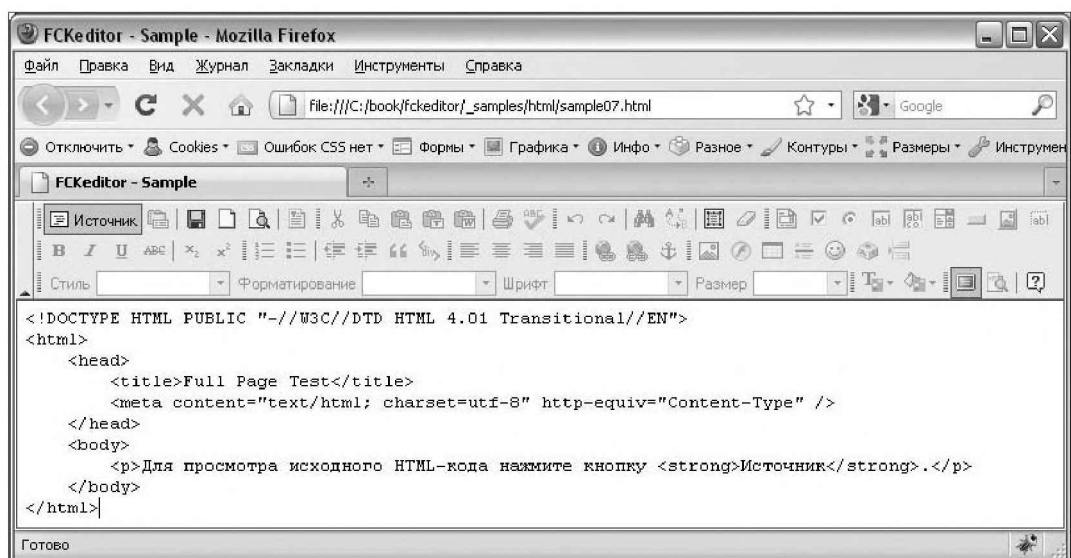 FCKeditor - Sample - Mozilla Firefox
Файл Правка Вид Журнал Закладки Инструменты Справка
file:///C:/book/fckeditor/_samples/html/sample07.html Google
Отключить Cookies Ошибок CSS нет Формы Графика Инфо Разное Контуры Размеры Инструмен
FCKeditor - Sample
Источник
B I U ABC x₂ x²
Стиль Форматирование Шрифт Размер
<!DOCTYPE HTML PUBLIC "-//W3C//DTD HTML 4.01 Transitional//EN">
<html>
<head>
<title>Full Page Test</title>
<meta content="text/html; charset=utf-8" http-equiv="Content-Type" />
</head>
<body>
<p>Для просмотра исходного HTML-кода нажмите кнопку <strong>Источник</strong>.</p>
</body>
</html>
Готово